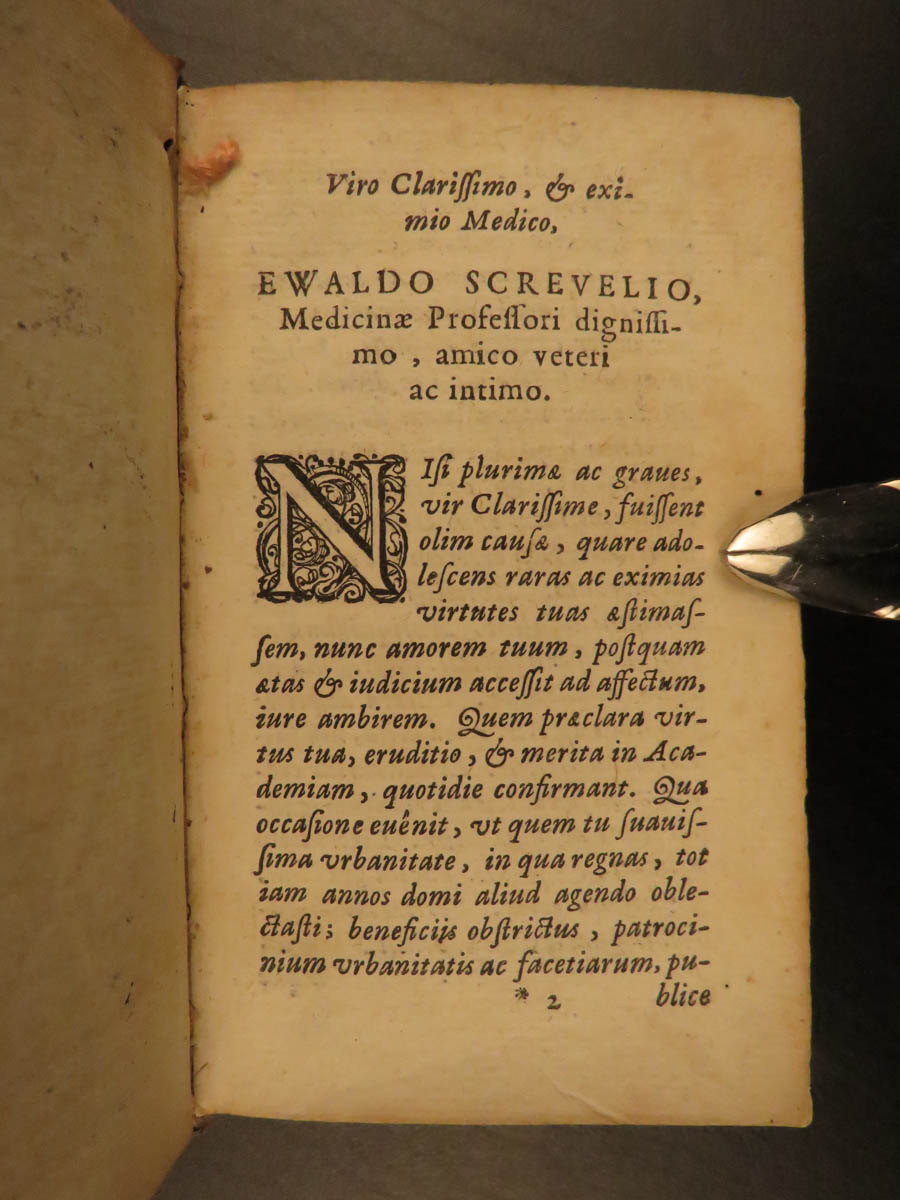 Viro Clariſſimo, & exi-
mio Medico,
EWALDO SCREVELIO,
Medicinæ Profeſſori digniſſi-
mo, amico veteri
ac intimo.
NIſi plurimæ ac graues,
vir Clariſſime, fuiſſent
olim cauſæ, quare ado-
leſcens raras ac eximias
virtutes tuas æſtimaſ-
ſem, nunc amorem tuum, poſtquam
ætas & iudicium acceſſit ad affectum,
iure ambirem. Quem præclara vir-
tus tua, eruditio, & merita in Aca-
demiam, quotidie confirmant. Qua
occaſione euênit, vt quem tu ſuauiſ-
ſima vrbanitate, in qua regnas, tot
iam annos domi aliud agendo oble-
ctaſti; beneficijs obſtrictus, patroci-
nium vrbanitatis ac facetiarum, pu-
* 2 blice